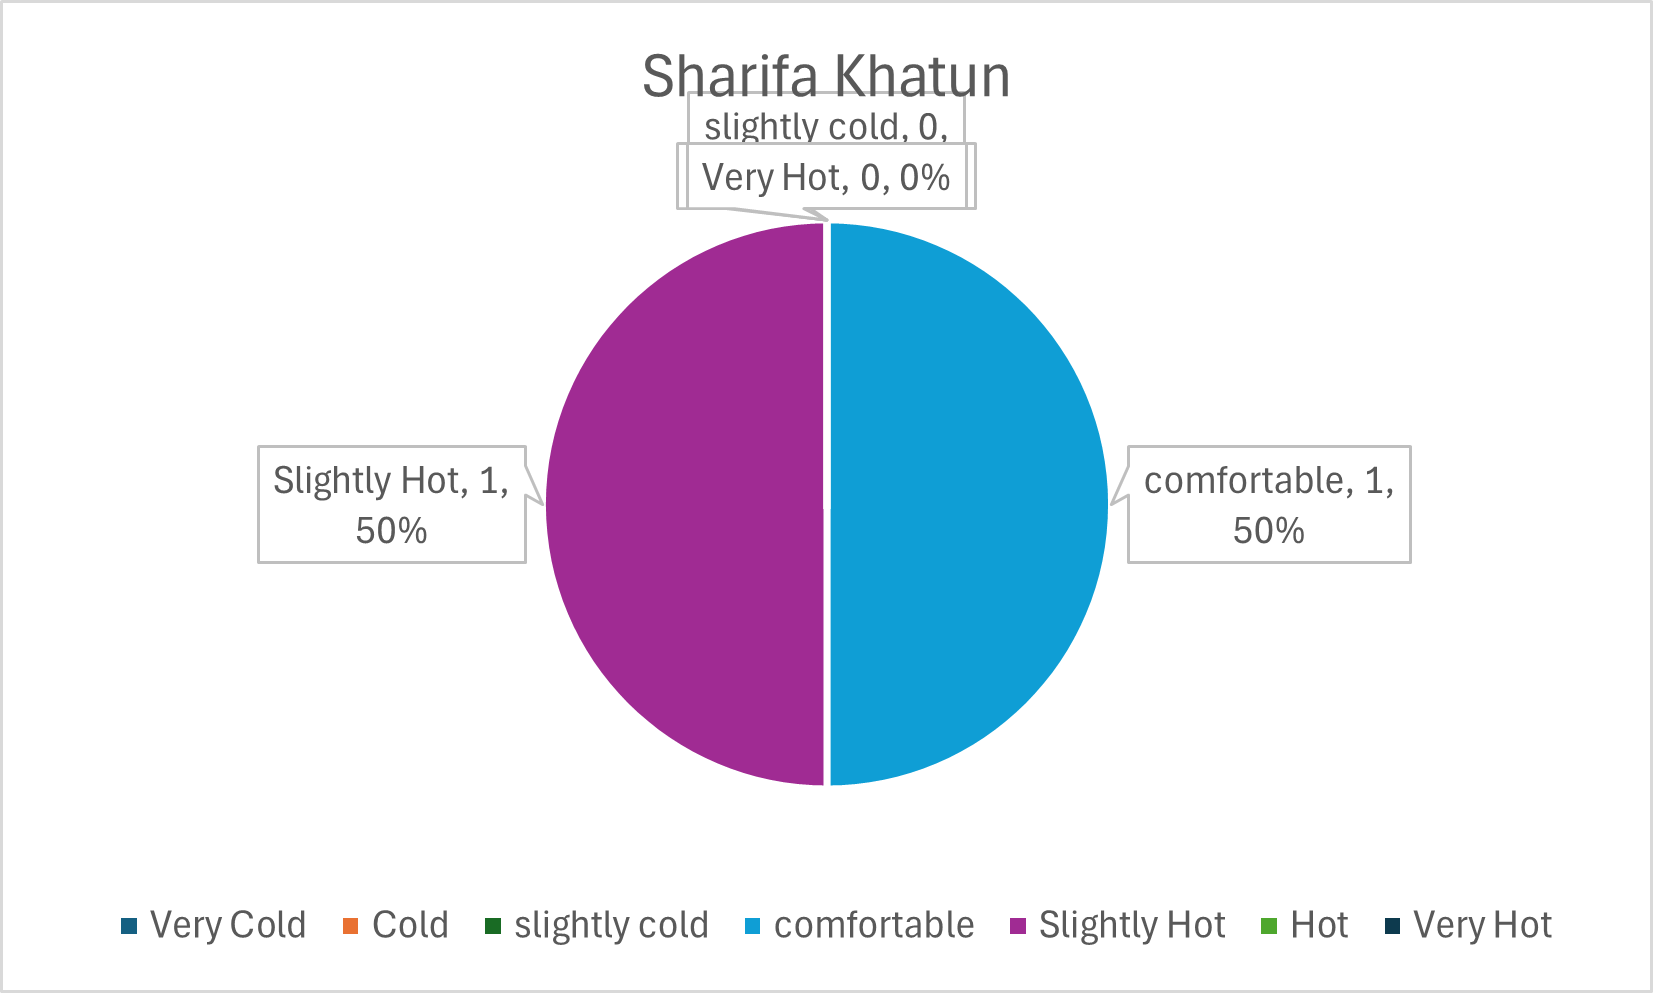 Sharifa Khatun
slightly cold, 0,
Very Hot, 0, 0%
Slightly Hot, 1,
50%
comfortable, 1,
50%
Very Cold
Cold
slightly cold
comfortable
Slightly Hot
Hot
Very Hot